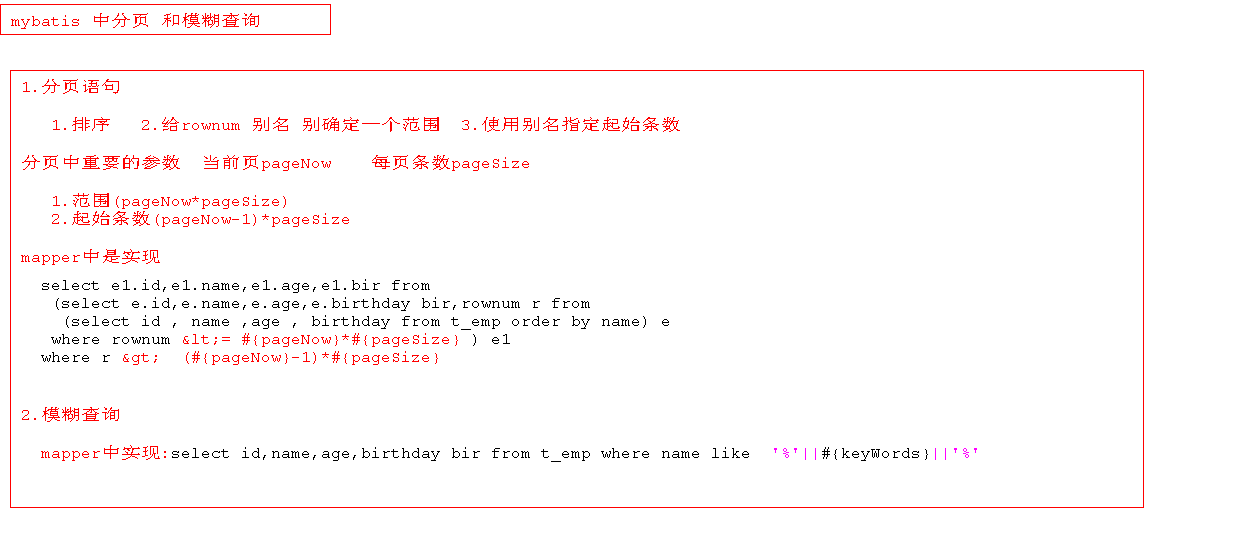 mybatis 中分页 和模糊查询
1.分页语句
1.排序 2.给rownum 别名 别确定一个范围 3.使用别名指定起始条数
分页中重要的参数 当前页pageNow 每页条数pageSize
1.范围(pageNow*pageSize)
2.起始条数(pageNow-1)*pageSize
mapper中是实现
select e1.id,e1.name,e1.age,e1.bir from
(select e.id,e.name,e.age,e.birthday bir,rownum r from
(select id , name ,age , birthday from t_emp order by name) e
where rownum &lt;= #{pageNow}*#{pageSize} ) e1
where r &gt; (#{pageNow}-1)*#{pageSize}
2.模糊查询
mapper中实现:select id,name,age,birthday bir from t_emp where name like '%'||#{keyWords}||'%'